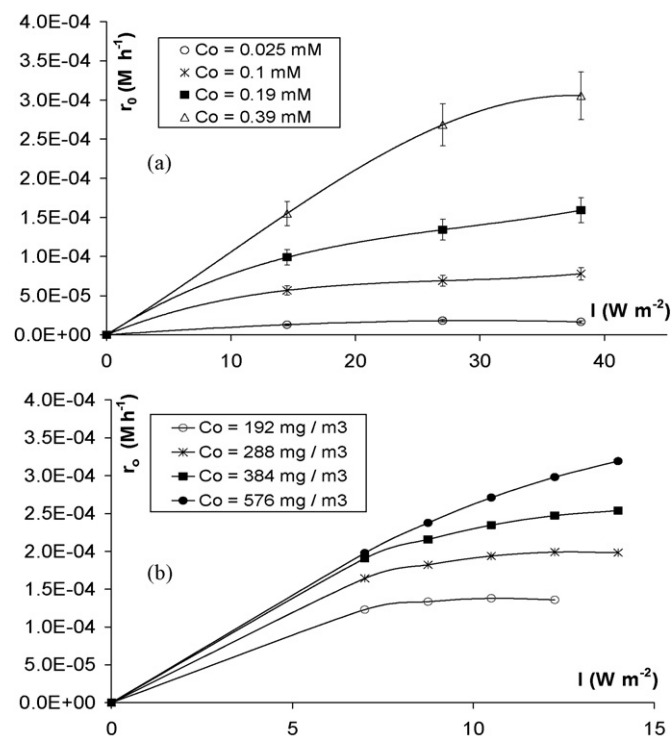 4.0E-04
3.5E-04
3.0E-04
2.5E-04
2.0E-04
1.5E-04
1.0E-04
5.0E-05
0.0E+00
r0 (M h-1)
Co = 0.025 mM
Co = 0.1 mM
Co = 0.19 mM
Co = 0.39 mM
(a)
I (W m-2)
0 10 20 30 40
4.0E-04
3.5E-04
3.0E-04
2.5E-04
2.0E-04
1.5E-04
1.0E-04
5.0E-05
0.0E+00
ro (M h-1)
Co = 192 mg / m3
Co = 288 mg / m3
Co = 384 mg / m3
Co = 576 mg / m3
(b)
I (W m-2)
0 5 10 15